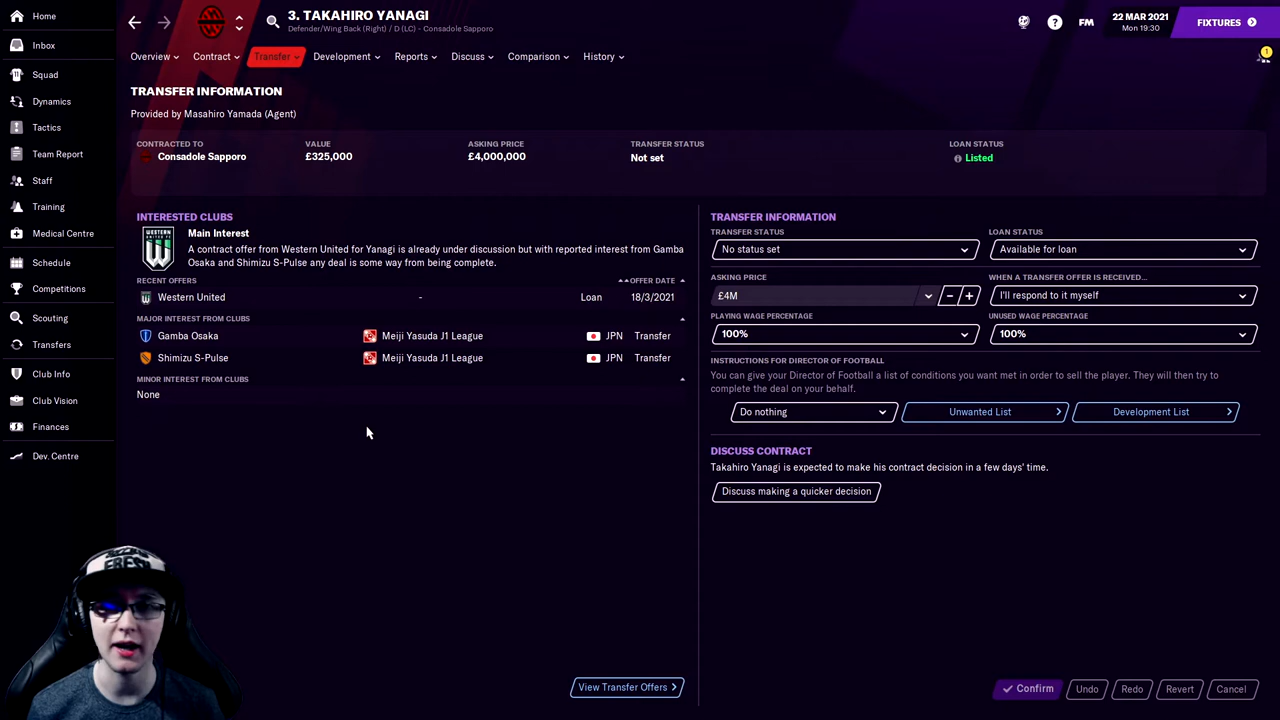 Home
Inbox
Squad
Dynamics
Tactics
Team Report
Staff
Training
Medical Centre
Schedule
Competitions
Scouting
Transfers
Club Info
Club Vision
Finances
Dev. Centre
3. TAKAHIRO YANAGI
Defender/Wing Back (Right) / D (LC) - Consadole Sapporo
FM
22 MAR 2021
Mon 19:30
FIXTURES
1
Overview
Contract
Transfer
Development
Reports
Discuss
Comparison
History
TRANSFER INFORMATION
Provided by Masahiro Yamada (Agent)
CONTRACTED TO
Consadole Sapporo
VALUE
£325,000
ASKING PRICE
£4,000,000
TRANSFER STATUS
Not set
LOAN STATUS
Listed
INTERESTED CLUBS
Main Interest
A contract offer from Western United for Yanagi is already under discussion but with reported interest from Gamba
Osaka and Shimizu S-Pulse any deal is some way from being complete.
RECENT OFFERS
OFFER DATE
Western United - Loan 18/3/2021
MAJOR INTEREST FROM CLUBS
Gamba Osaka Meiji Yasuda J1 League JPN Transfer
Shimizu S-Pulse Meiji Yasuda J1 League JPN Transfer
MINOR INTEREST FROM CLUBS
None
View Transfer Offers
TRANSFER INFORMATION
TRANSFER STATUS
No status set
LOAN STATUS
Available for loan
ASKING PRICE
£4M
WHEN A TRANSFER OFFER IS RECEIVED...
I'll respond to it myself
PLAYING WAGE PERCENTAGE
100%
UNUSED WAGE PERCENTAGE
100%
INSTRUCTIONS FOR DIRECTOR OF FOOTBALL
You can give your Director of Football a list of conditions you want met in order to sell the player. They will then try to
complete the deal on your behalf.
Do nothing
Unwanted List
Development List
DISCUSS CONTRACT
Takahiro Yanagi is expected to make his contract decision in a few days' time.
Discuss making a quicker decision
Confirm
Undo
Redo
Revert
Cancel